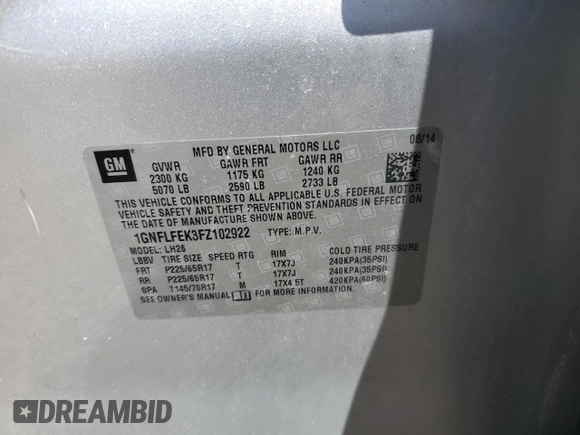 GM
MFD BY GENERAL MOTORS LLC 08/14
GVWR GAWR FRT GAWR RR
2300 KG 1175 KG 1240 KG
5070 LB 2590 LB 2733 LB
THIS VEHICLE CONFORMS TO ALL APPLICABLE U.S. FEDERAL MOTOR
VEHICLE SAFETY AND THEFT PREVENTION STANDARDS IN EFFECT ON THE
DATE OF MANUFACTURE SHOWN ABOVE.
1GNFLFEK3FZ102922 TYPE: M.P.V.
MODEL: LH26
LBBV TIRE SIZE SPEED RTG RIM COLD TIRE PRESSURE
FRT P225/65R17 T 17X7J 240KPA(35PSI)
RR P225/65R17 T 17X7J 240KPA(35PSI)
SPA T145/70R17 M 17X4.5T 420KPA(60PSI)
SEE OWNER'S MANUAL FOR MORE INFORMATION.
DREAMBID